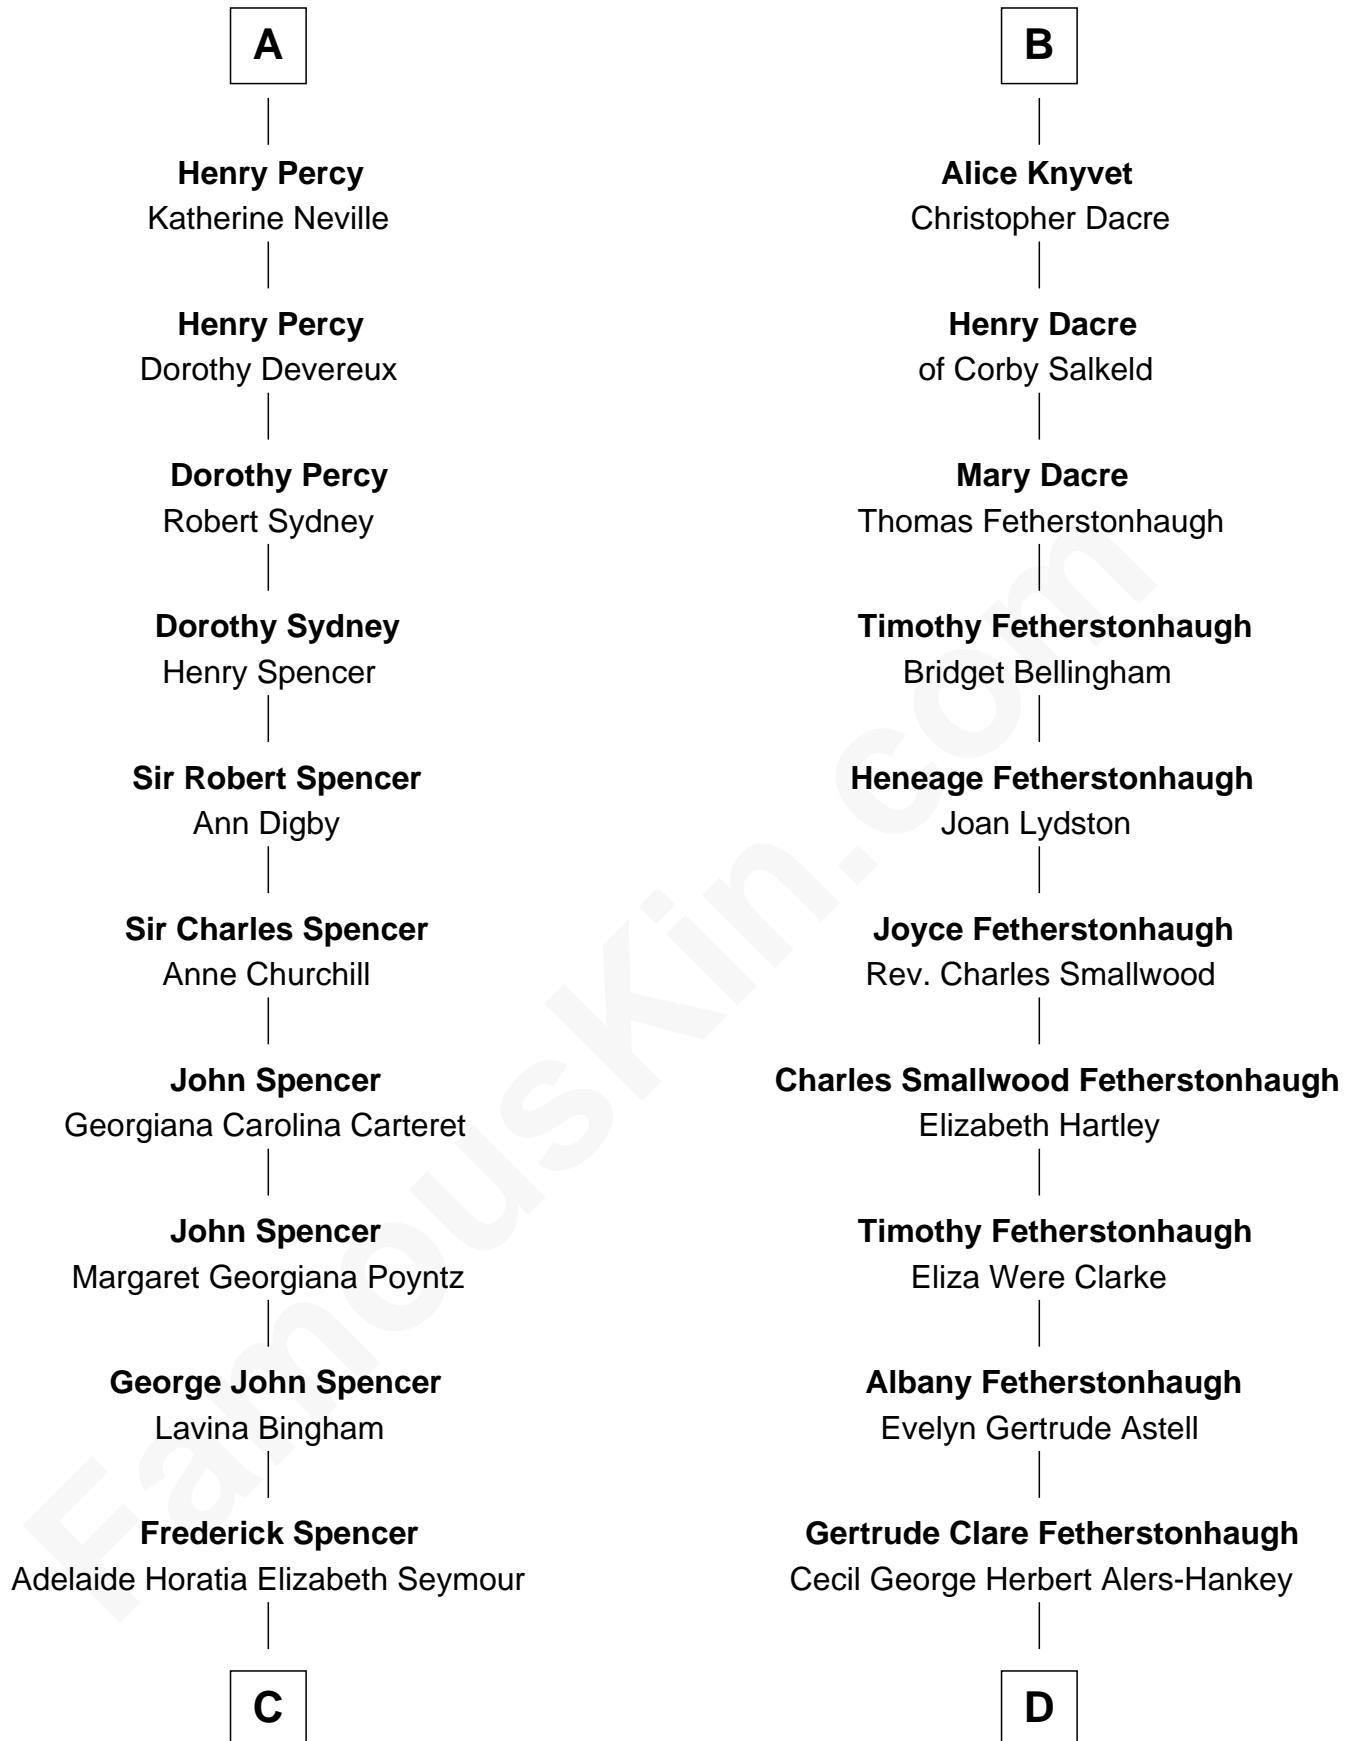 A
Henry Percy
Katherine Neville
Henry Percy
Dorothy Devereux
Dorothy Percy
Robert Sydney
Dorothy Sydney
Henry Spencer
Sir Robert Spencer
Ann Digby
Sir Charles Spencer
Anne Churchill
John Spencer
Georgiana Carolina Carteret
John Spencer
Margaret Georgiana Poyntz
George John Spencer
Lavina Bingham
Frederick Spencer
Adelaide Horatia Elizabeth Seymour
C
B
Alice Knyvet
Christopher Dacre
Henry Dacre
of Corby Salkeld
Mary Dacre
Thomas Fetherstonhaugh
Timothy Fetherstonhaugh
Bridget Bellingham
Heneage Fetherstonhaugh
Joan Lydston
Joyce Fetherstonhaugh
Rev. Charles Smallwood
Charles Smallwood Fetherstonhaugh
Elizabeth Hartley
Timothy Fetherstonhaugh
Eliza Were Clarke
Albany Fetherstonhaugh
Evelyn Gertrude Astell
Gertrude Clare Fetherstonhaugh
Cecil George Herbert Alers-Hankey
D
FamousKin.com